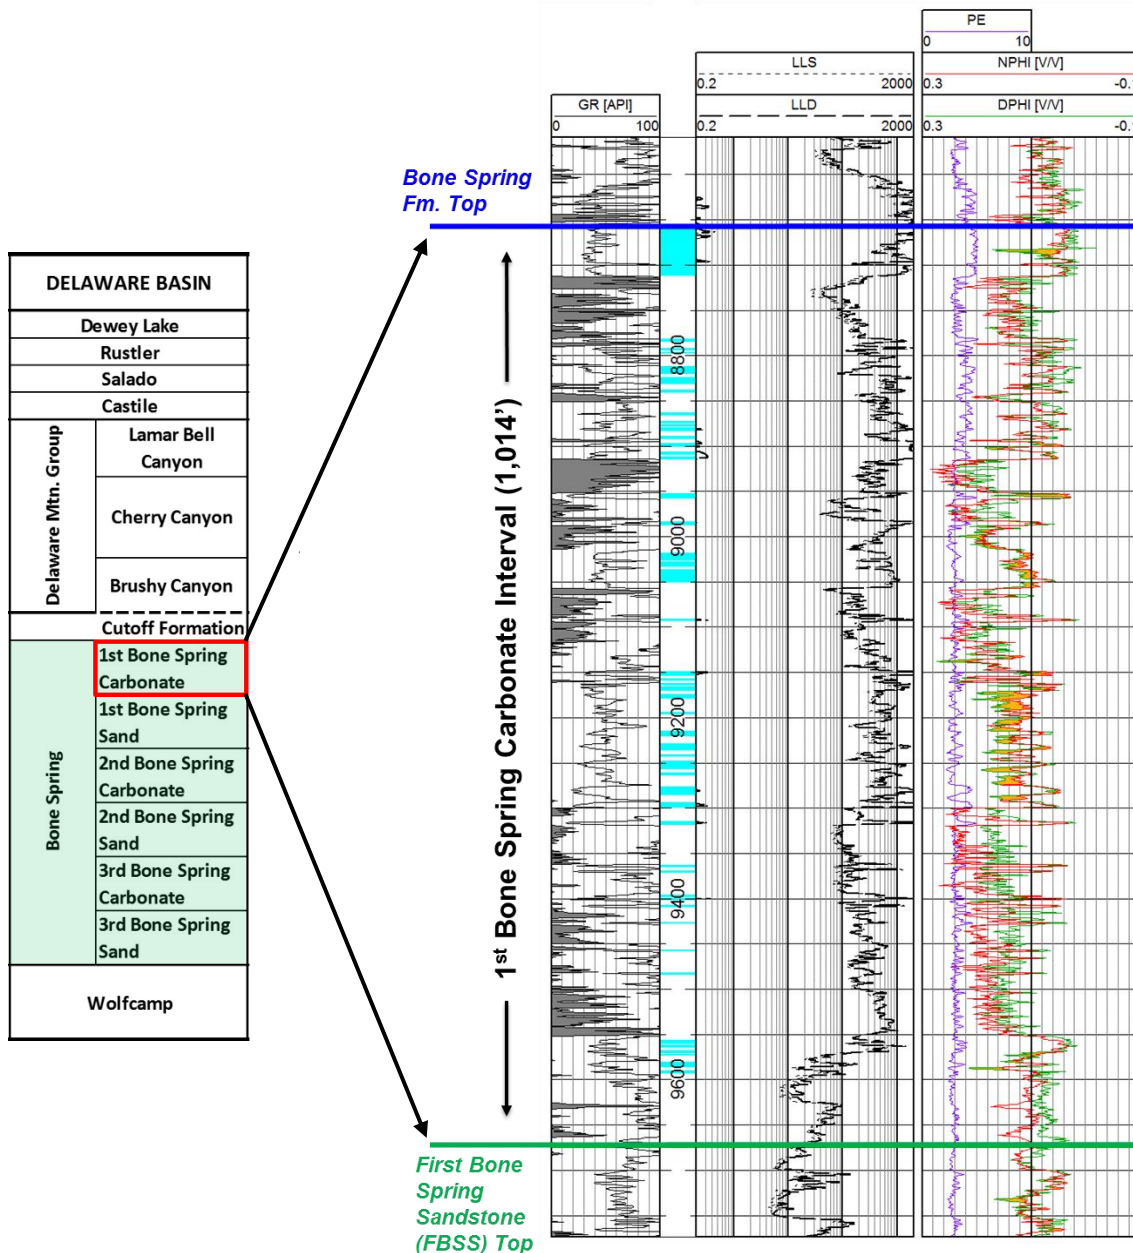 PE
0 10
LLS
0.2 2000
NPHI [V/V]
0.3 -0.
GR [API]
0 100
LLD
0.2 2000
DPHI [V/V]
0.3 -0.
Bone Spring
Fm. Top
DELAWARE BASIN
Dewey Lake
Rustler
Salado
Castile
Delaware Mtn. Group
Lamar Bell
Canyon
Cherry Canyon
Brushy Canyon
Cutoff Formation
Bone Spring
1st Bone Spring
Carbonate
1st Bone Spring
Sand
2nd Bone Spring
Carbonate
2nd Bone Spring
Sand
3rd Bone Spring
Carbonate
3rd Bone Spring
Sand
Wolfcamp
1st Bone Spring Carbonate Interval (1,014’)
8800
9000
9200
9400
9600
First Bone
Spring
Sandstone
(FBSS) Top